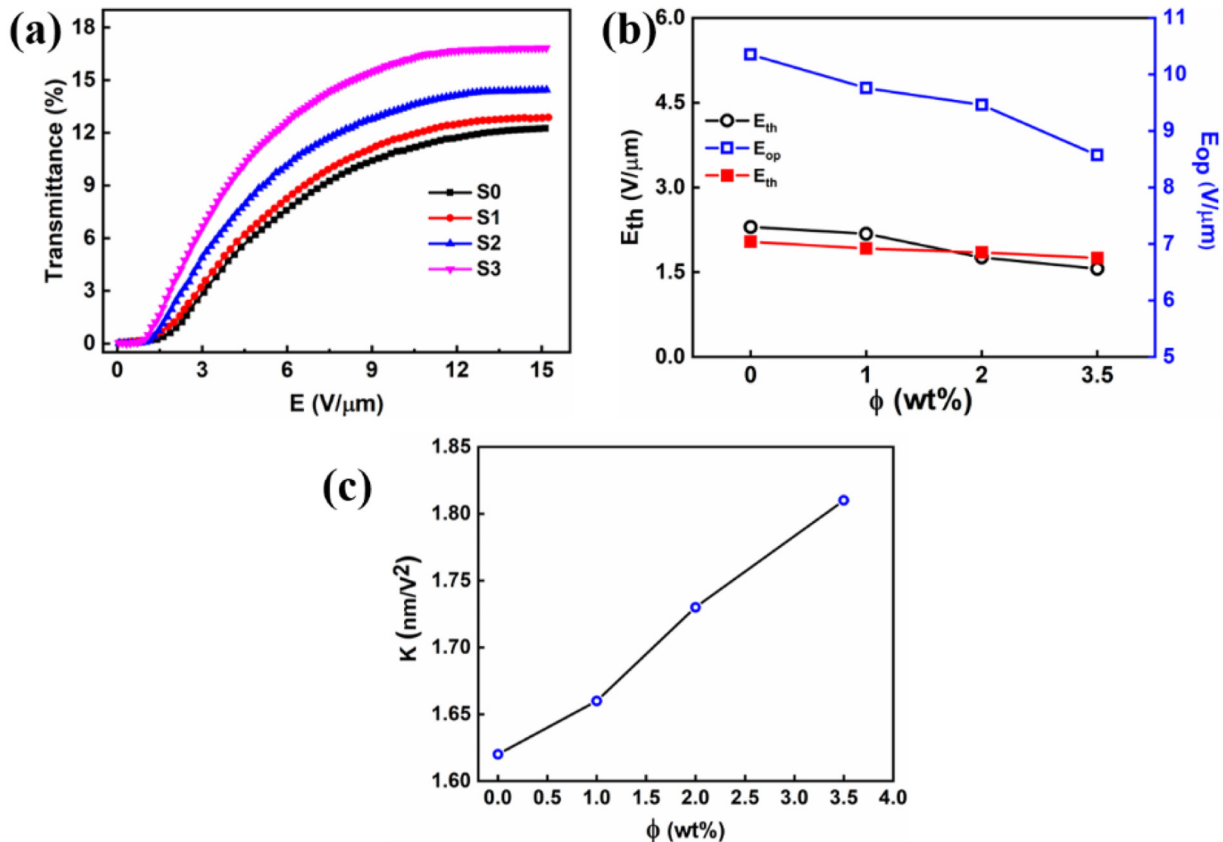 (a)
18
15
12
9
6
3
0
Transmittance (%)
S0
S1
S2
S3
0 3 6 9 12 15
E (V/μm)
(b)
6.0
4.5
3.0
1.5
0.0
Eth (V/μm)
Eth
Eop
Eth
11
10
9
8
7
6
5
Eop (V/μm)
0 1 2 3.5
ϕ (wt%)
(c)
1.85
1.80
1.75
1.70
1.65
1.60
K (nm/V²)
0.0 0.5 1.0 1.5 2.0 2.5 3.0 3.5 4.0
ϕ (wt%)